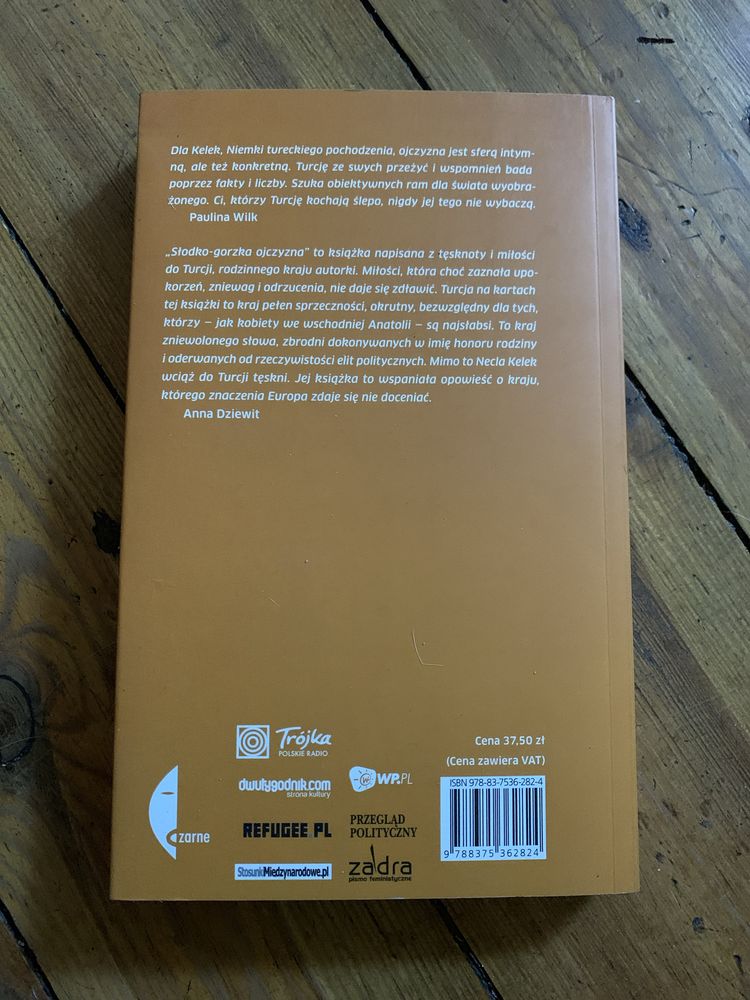 Dla Kelek, Niemki tureckiego pochodzenia, ojczyzna jest sferą intym-
ną, ale też konkretną. Turcję ze swych przeżyć i wspomnień bada
poprzez fakty i liczby. Szuka obiektywnych ram dla świata wyobra-
żonego. Ci, którzy Turcję kochają ślepo, nigdy jej tego nie wybaczą.
Paulina Wilk
„Słodko-gorzka ojczyzna” to książka napisana z tęsknoty i miłości
do Turcji, rodzinnego kraju autorki. Miłości, która choć zaznała upo-
korzeń, zniewag i odrzucenia, nie daje się zdławić. Turcja na kartach
tej książki to kraj pełen sprzeczności, okrutny, bezwzględny dla tych,
którzy – jak kobiety we wschodniej Anatolii – są najsłabsi. To kraj
zniewolonego słowa, zbrodni dokonywanych w imię honoru rodziny
i oderwanych od rzeczywistości elit politycznych. Mimo to Necla Kelek
wciąż do Turcji tęskni. Jej książka to wspaniała opowieść o kraju,
którego znaczenia Europa zdaje się nie doceniać.
Anna Dziewit
Trójka
POLSKIE RADIO
dwutygodnik.com
strona kultury
WP.PL
czarne
REFUGEE.PL
PRZEGLĄD
POLITYCZNY
StosunkiMiędzynarodowe.pl
zadra
pismo feministyczne
Cena 37,50 zł
(Cena zawiera VAT)
ISBN 978-83-7536-282-4
9 788375 362824